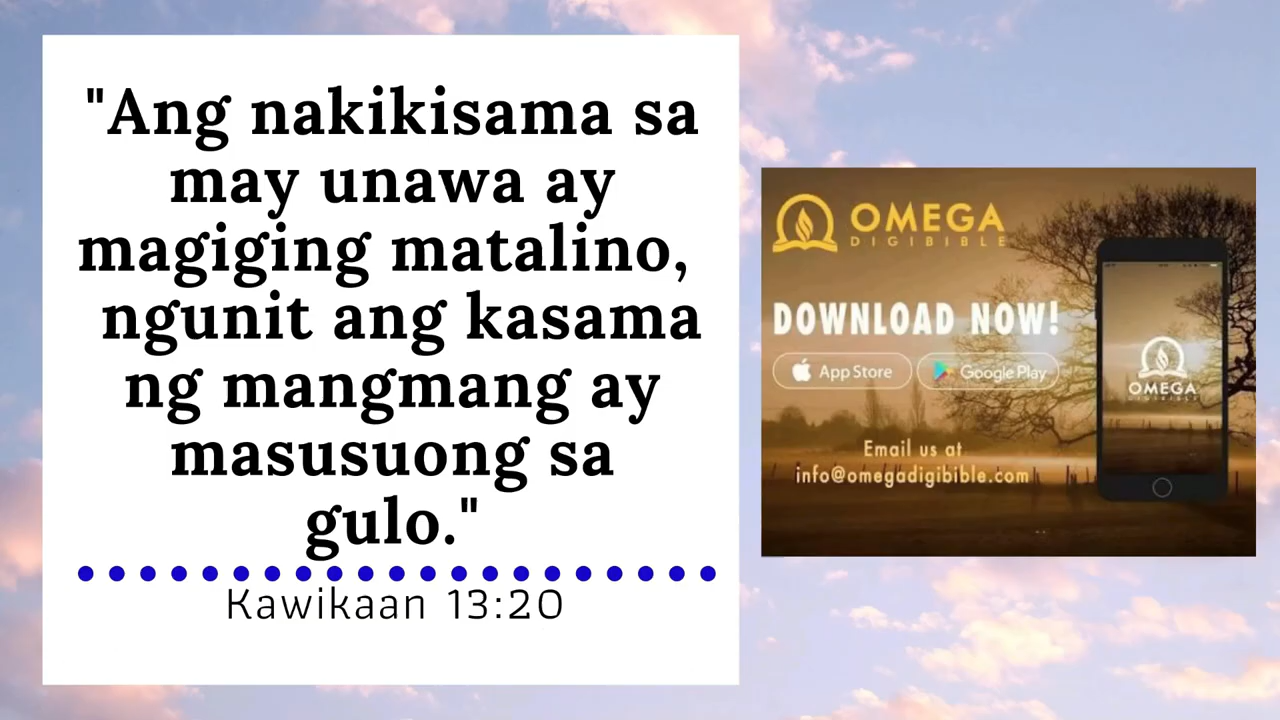 "Ang nakikisama sa
may unawa ay
magiging matalino,
ngunit ang kasama
ng mangmang ay
masusuong sa
gulo."
Kawikaan 13:20
OMEGA
DIGIBIBLE
DOWNLOAD NOW!
App Store
Google Play
Email us at
info@omegadigibible.com
OMEGA
DIGIBIBLE